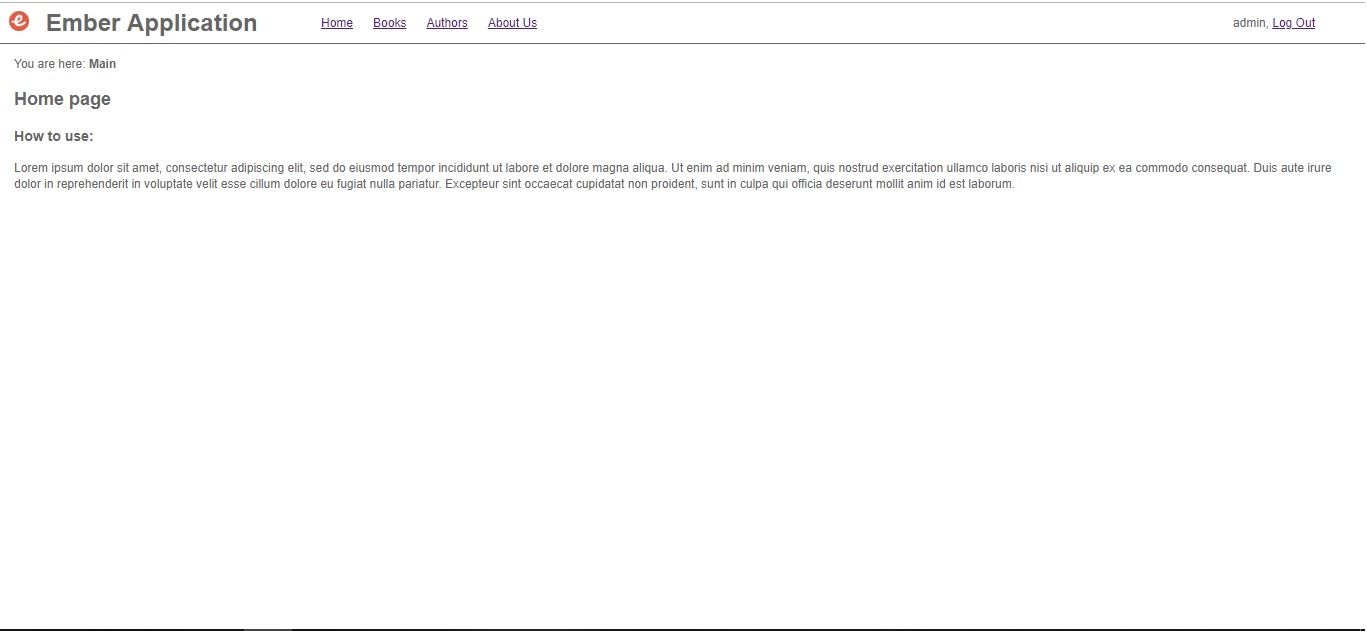 Ember Application Home Books Authors About Us admin, Log Out
You are here: Main
Home page
How to use:
Lorem ipsum dolor sit amet, consectetur adipiscing elit, sed do eiusmod tempor incididunt ut labore et dolore magna aliqua. Ut enim ad minim veniam, quis nostrud exercitation ullamco laboris nisi ut aliquip ex ea commodo consequat. Duis aute irure
dolor in reprehenderit in voluptate velit esse cillum dolore eu fugiat nulla pariatur. Excepteur sint occaecat cupidatat non proident, sunt in culpa qui officia deserunt mollit anim id est laborum.